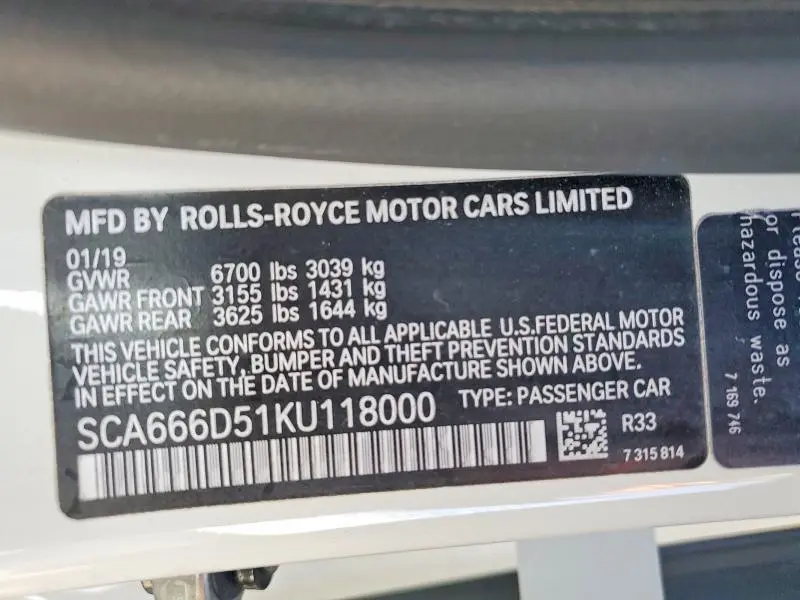 MFD BY ROLLS-ROYCE MOTOR CARS LIMITED
01/19
GVWR 6700 lbs 3039 kg
GAWR FRONT 3155 lbs 1431 kg
GAWR REAR 3625 lbs 1644 kg
THIS VEHICLE CONFORMS TO ALL APPLICABLE U.S.FEDERAL MOTOR
VEHICLE SAFETY, BUMPER AND THEFT PREVENTION STANDARDS
IN EFFECT ON THE DATE OF MANUFACTURE SHOWN ABOVE.
SCA666D51KU118000 TYPE: PASSENGER CAR
R33
7 315 814
or dispose as
hazardous waste.
7 169 746